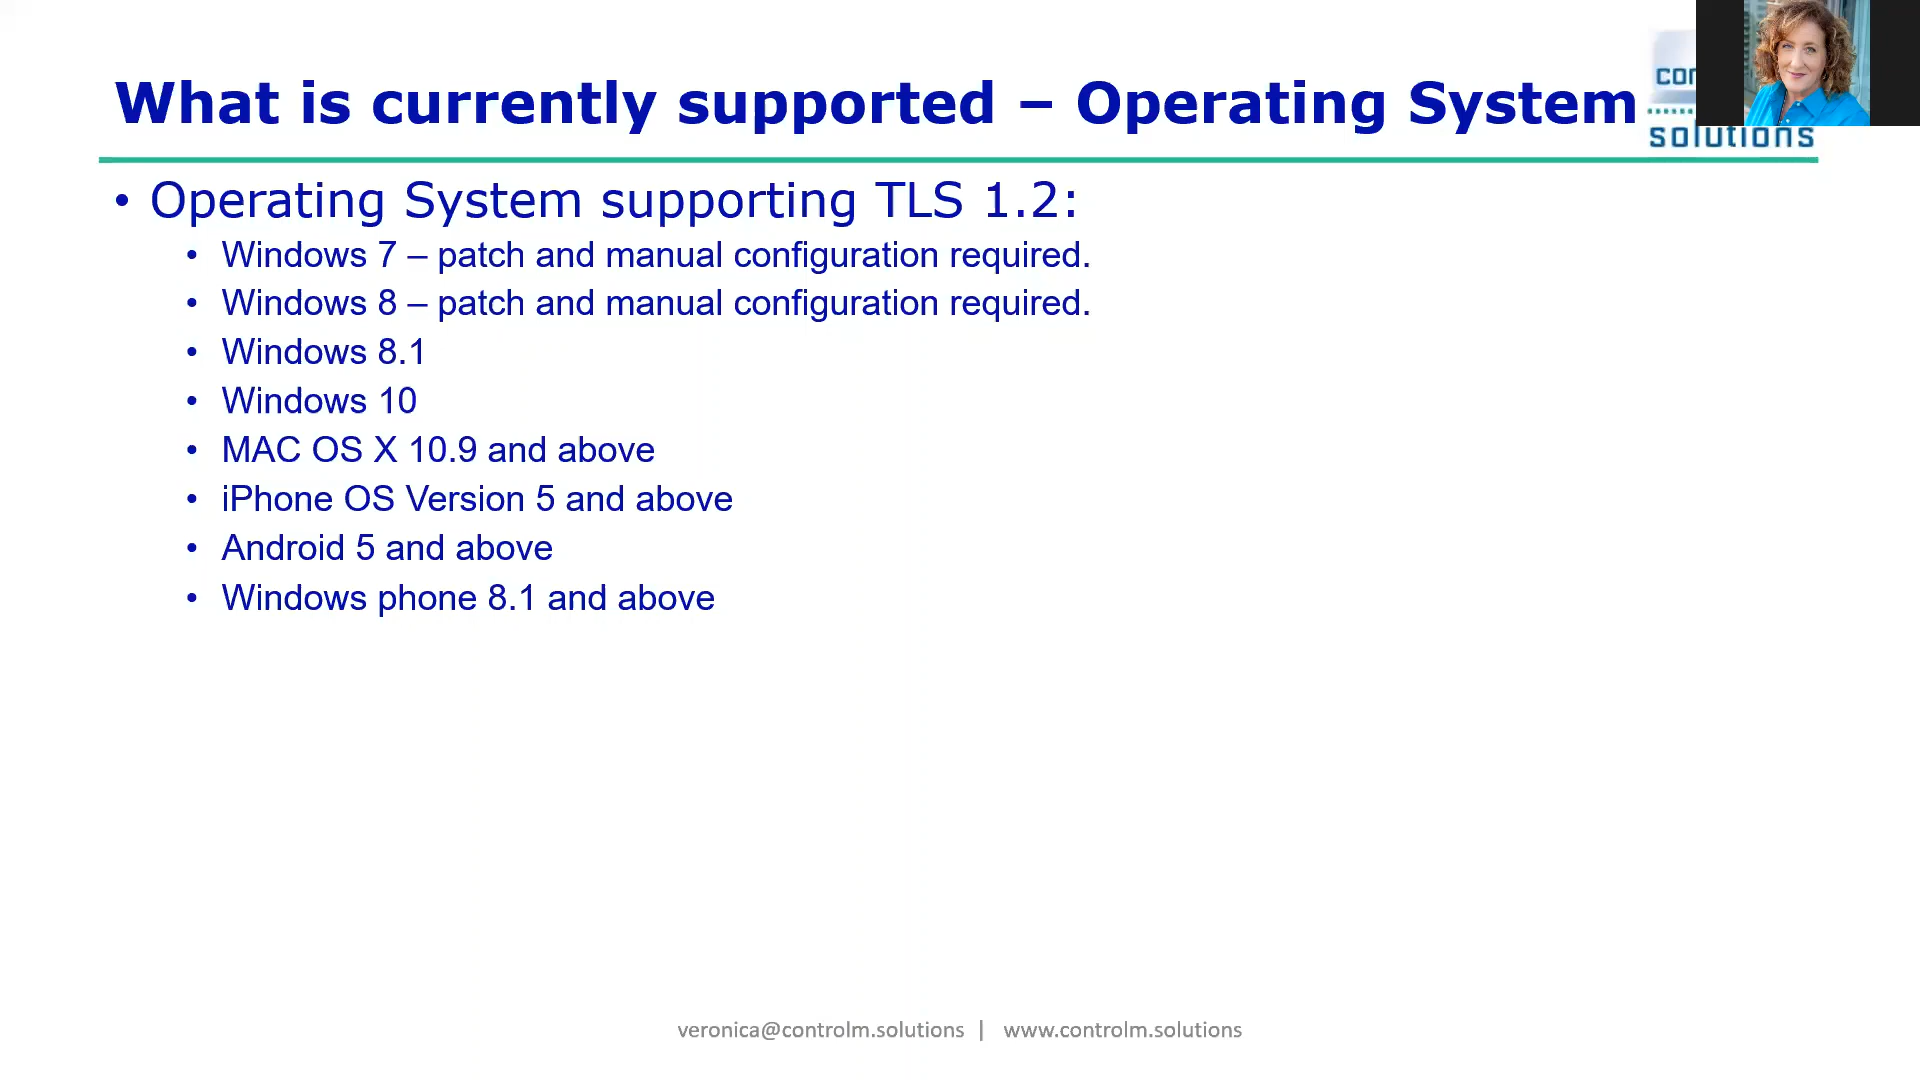 What is currently supported – Operating System
solutions
• Operating System supporting TLS 1.2:
• Windows 7 – patch and manual configuration required.
• Windows 8 – patch and manual configuration required.
• Windows 8.1
• Windows 10
• MAC OS X 10.9 and above
• iPhone OS Version 5 and above
• Android 5 and above
• Windows phone 8.1 and above
veronica@controlm.solutions | www.controlm.solutions